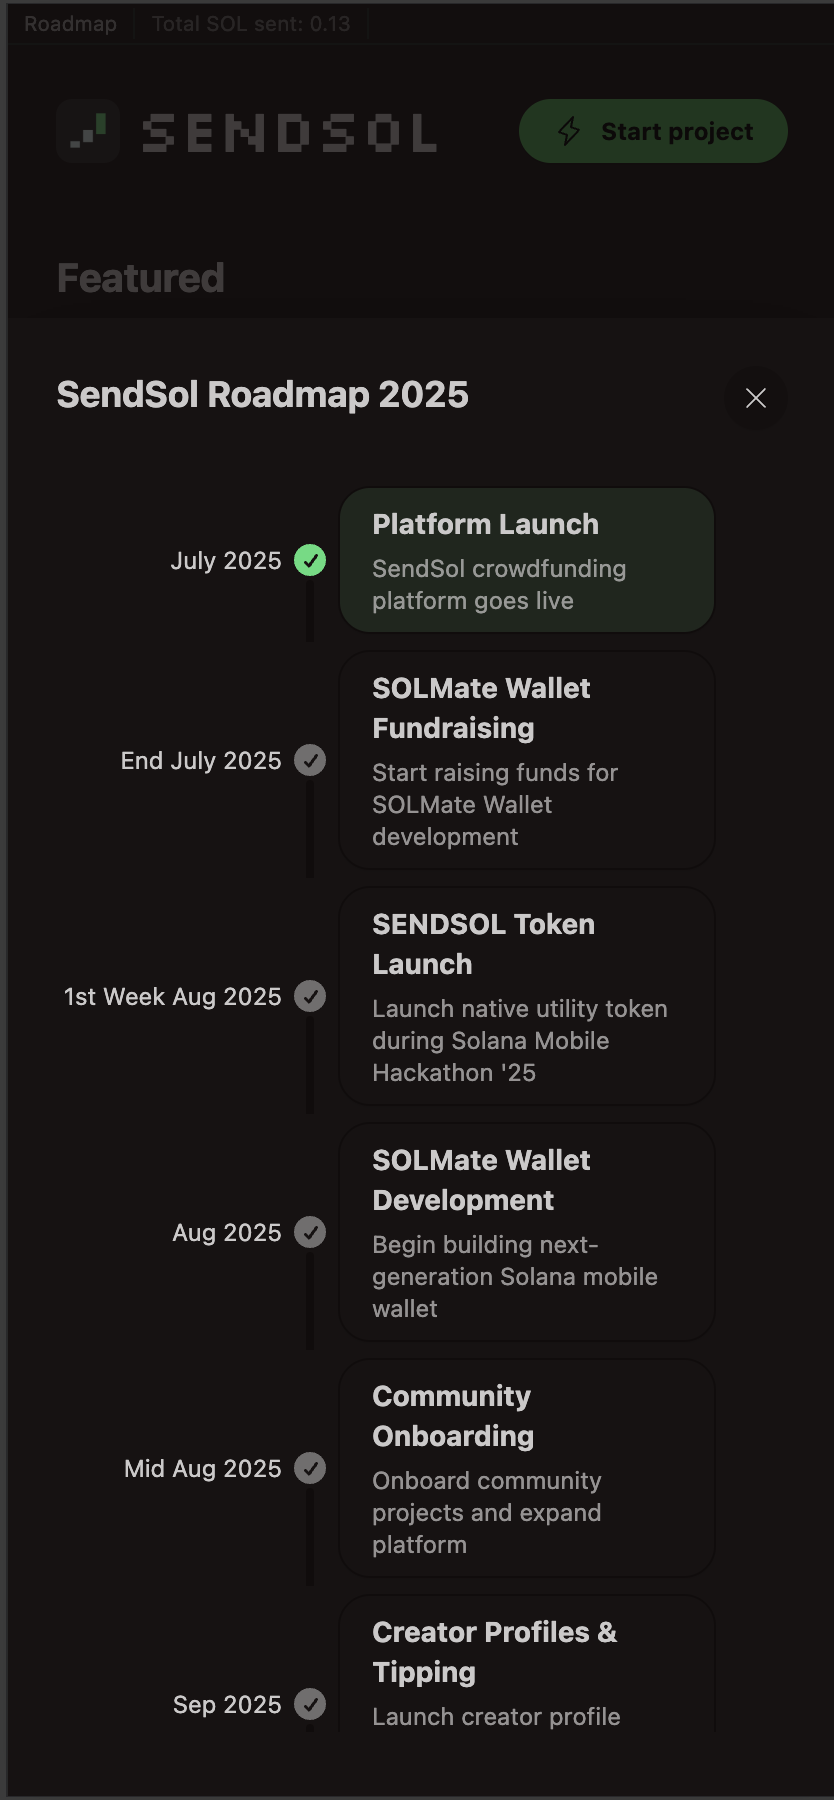 Roadmap
Total SOL sent: 0.13
SENDSOL
Start project
Featured
SendSol Roadmap 2025
July 2025
Platform Launch
SendSol crowdfunding
platform goes live
End July 2025
SOLMate Wallet
Fundraising
Start raising funds for
SOLMate Wallet
development
1st Week Aug 2025
SENDSOL Token
Launch
Launch native utility token
during Solana Mobile
Hackathon '25
Aug 2025
SOLMate Wallet
Development
Begin building next-
generation Solana mobile
wallet
Mid Aug 2025
Community
Onboarding
Onboard community
projects and expand
platform
Sep 2025
Creator Profiles &
Tipping
Launch creator profile